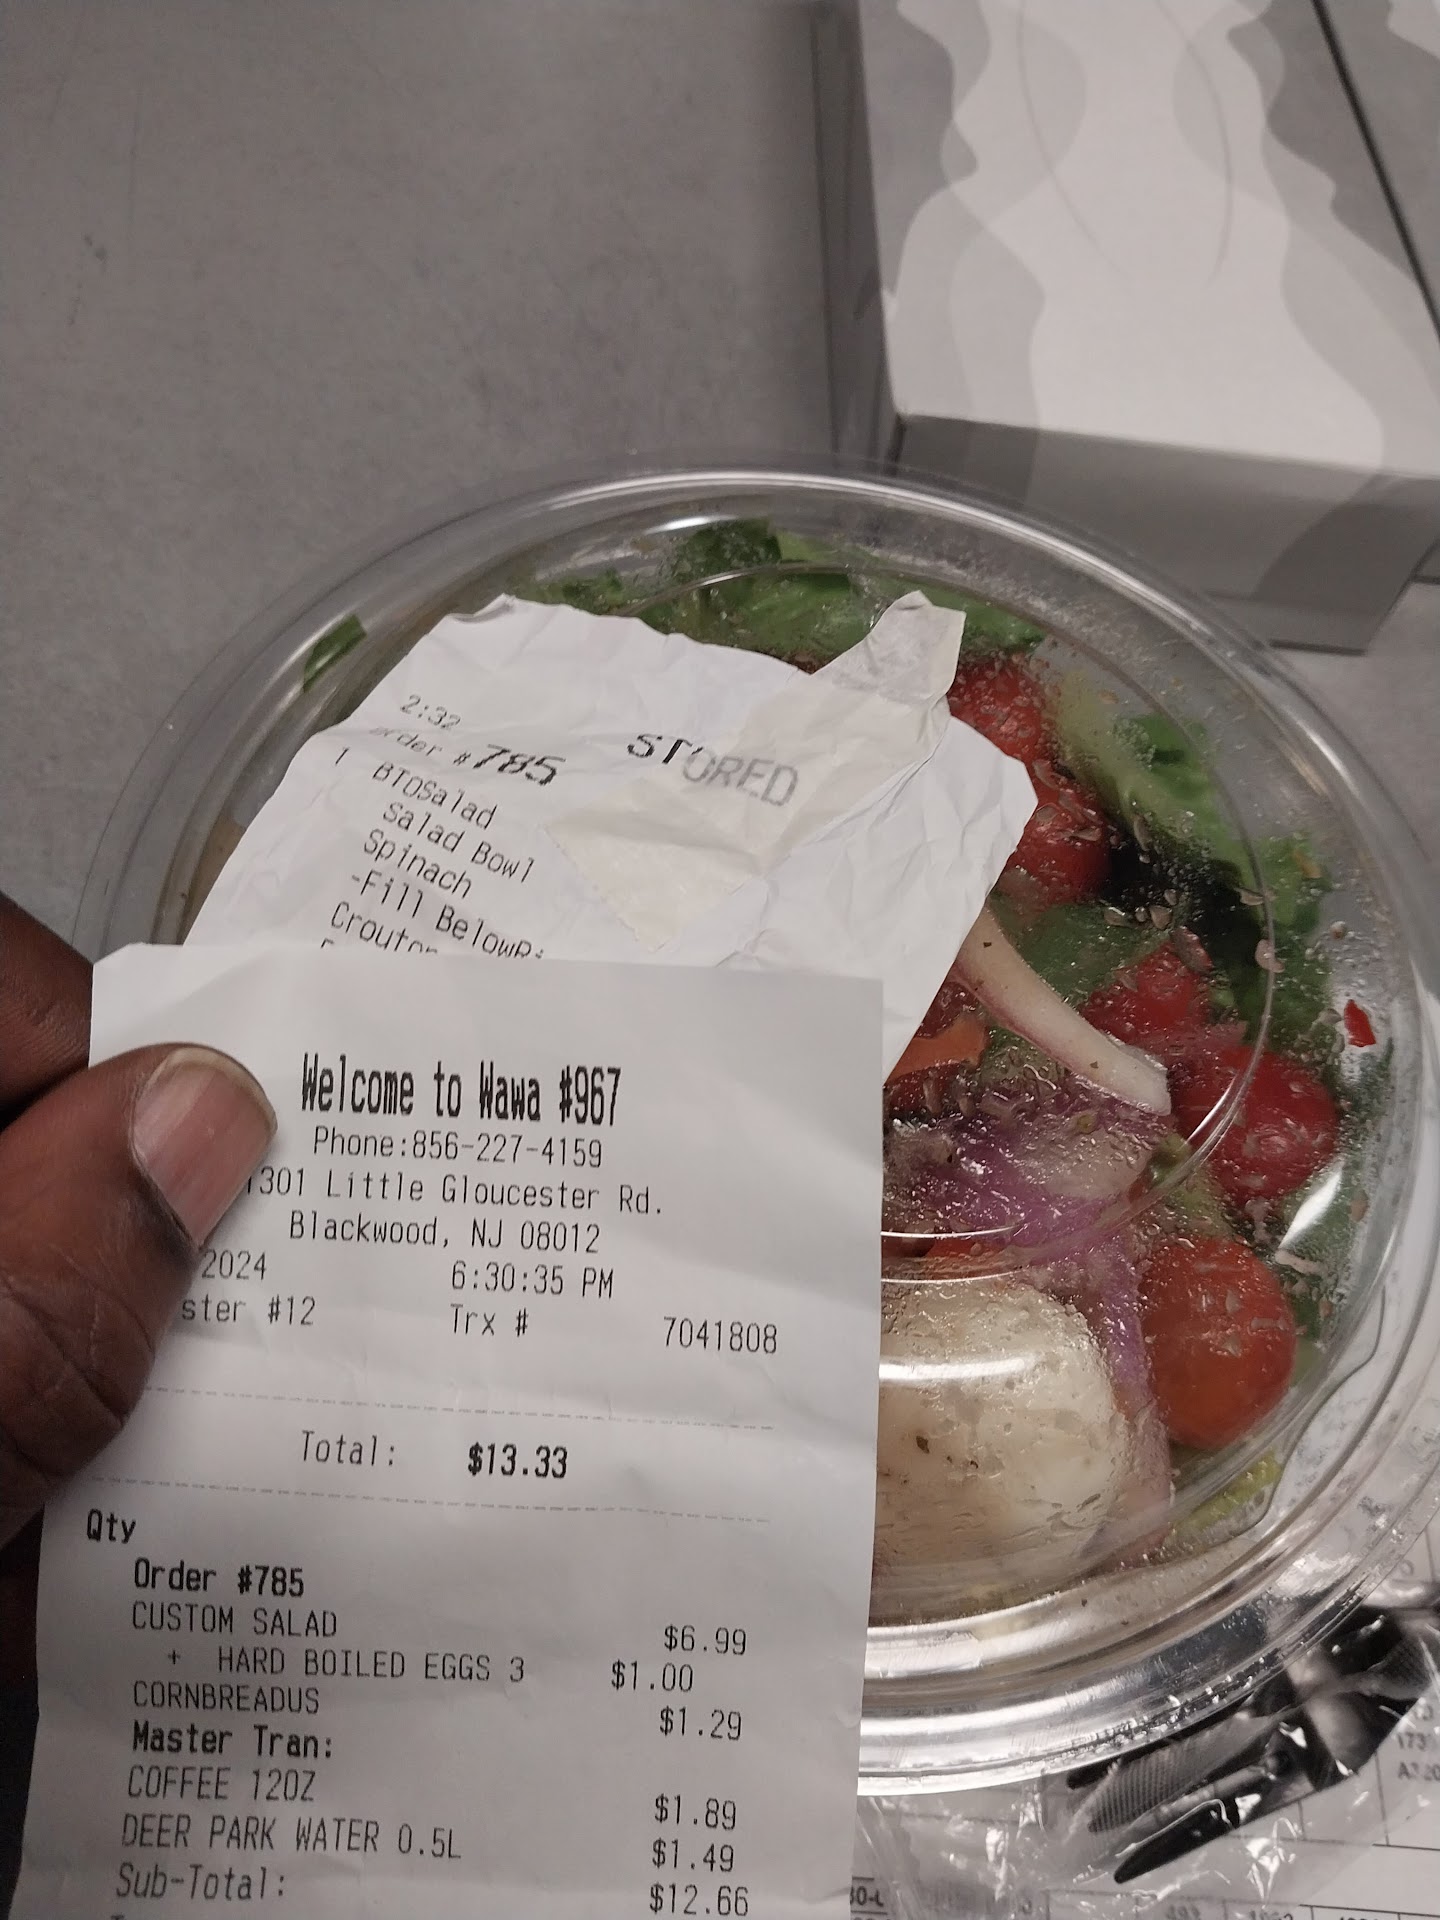 2:32
order #785 STORED
1 BTOSalad
Salad Bowl
Spinach
-Fill BelowR:
Crouton
Welcome to Wawa #967
Phone:856-227-4159
1301 Little Gloucester Rd.
Blackwood, NJ 08012
2024 6:30:35 PM
ster #12 Trx # 7041808
Total: $13.33
Qty
Order #785
CUSTOM SALAD $6.99
+ HARD BOILED EGGS 3 $1.00
CORNBREADUS $1.29
Master Tran:
COFFEE 12OZ $1.89
DEER PARK WATER 0.5L $1.49
Sub-Total: $12.66